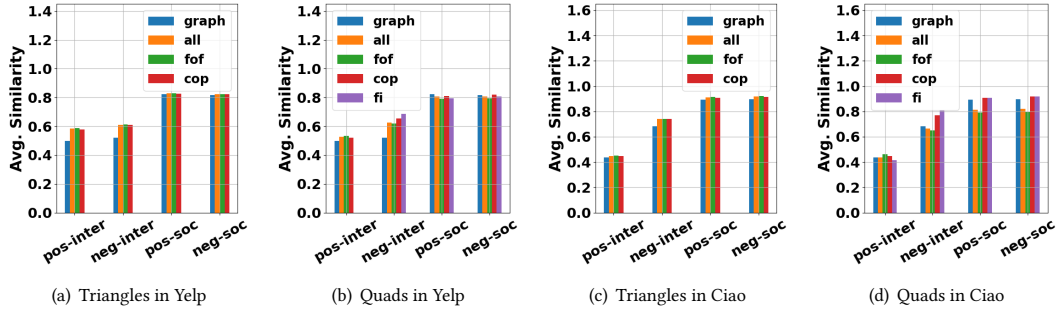 Avg. Similarity
1.4
1.2
1.0
0.8
0.6
0.4
0.2
0.0
graph
all
fof
cop
pos-inter
neg-inter
pos-soc
neg-soc
(a) Triangles in Yelp
Avg. Similarity
1.4
1.2
1.0
0.8
0.6
0.4
0.2
0.0
graph
all
fof
cop
fi
pos-inter
neg-inter
pos-soc
neg-soc
(b) Quads in Yelp
Avg. Similarity
1.6
1.4
1.2
1.0
0.8
0.6
0.4
0.2
0.0
graph
all
fof
cop
pos-inter
neg-inter
pos-soc
neg-soc
(c) Triangles in Ciao
Avg. Similarity
1.6
1.4
1.2
1.0
0.8
0.6
0.4
0.2
0.0
graph
all
fof
cop
fi
pos-inter
neg-inter
pos-soc
neg-soc
(d) Quads in Ciao